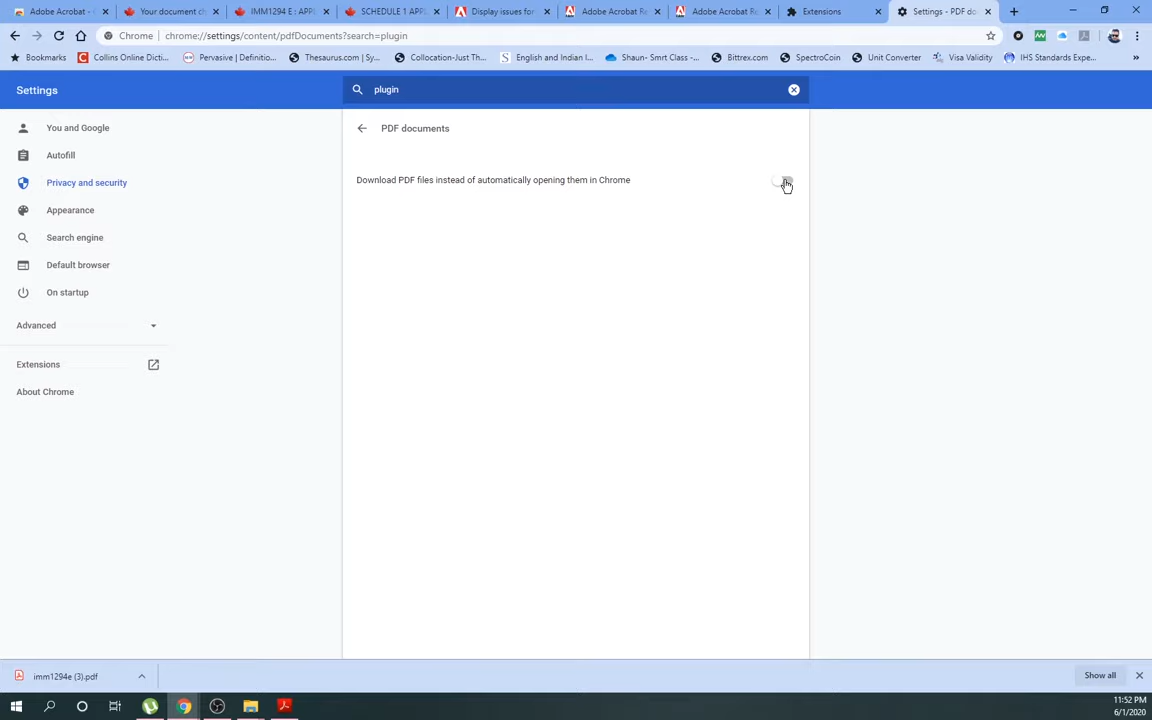 Adobe Acrobat -
Your document ch
IMM1294 E : APPL
SCHEDULE 1 APPL
Display issues for
Adobe Acrobat Re
Adobe Acrobat Re
Extensions
Settings - PDF do
Chrome
chrome://settings/content/pdfDocuments?search=plugin
Bookmarks
Collins Online Dicti...
Pervasive | Definitio...
Thesaurus.com | Sy...
Collocation-Just Th...
English and Indian I...
Shaun- Smrt Class -...
Bittrex.com
SpectroCoin
Unit Converter
Visa Validity
IHS Standards Expe...
»
Settings
plugin
You and Google
PDF documents
Autofill
Download PDF files instead of automatically opening them in Chrome
Privacy and security
Appearance
Search engine
Default browser
On startup
Advanced
Extensions
About Chrome
imm1294e (3).pdf
Show all
11:52 PM
6/1/2020